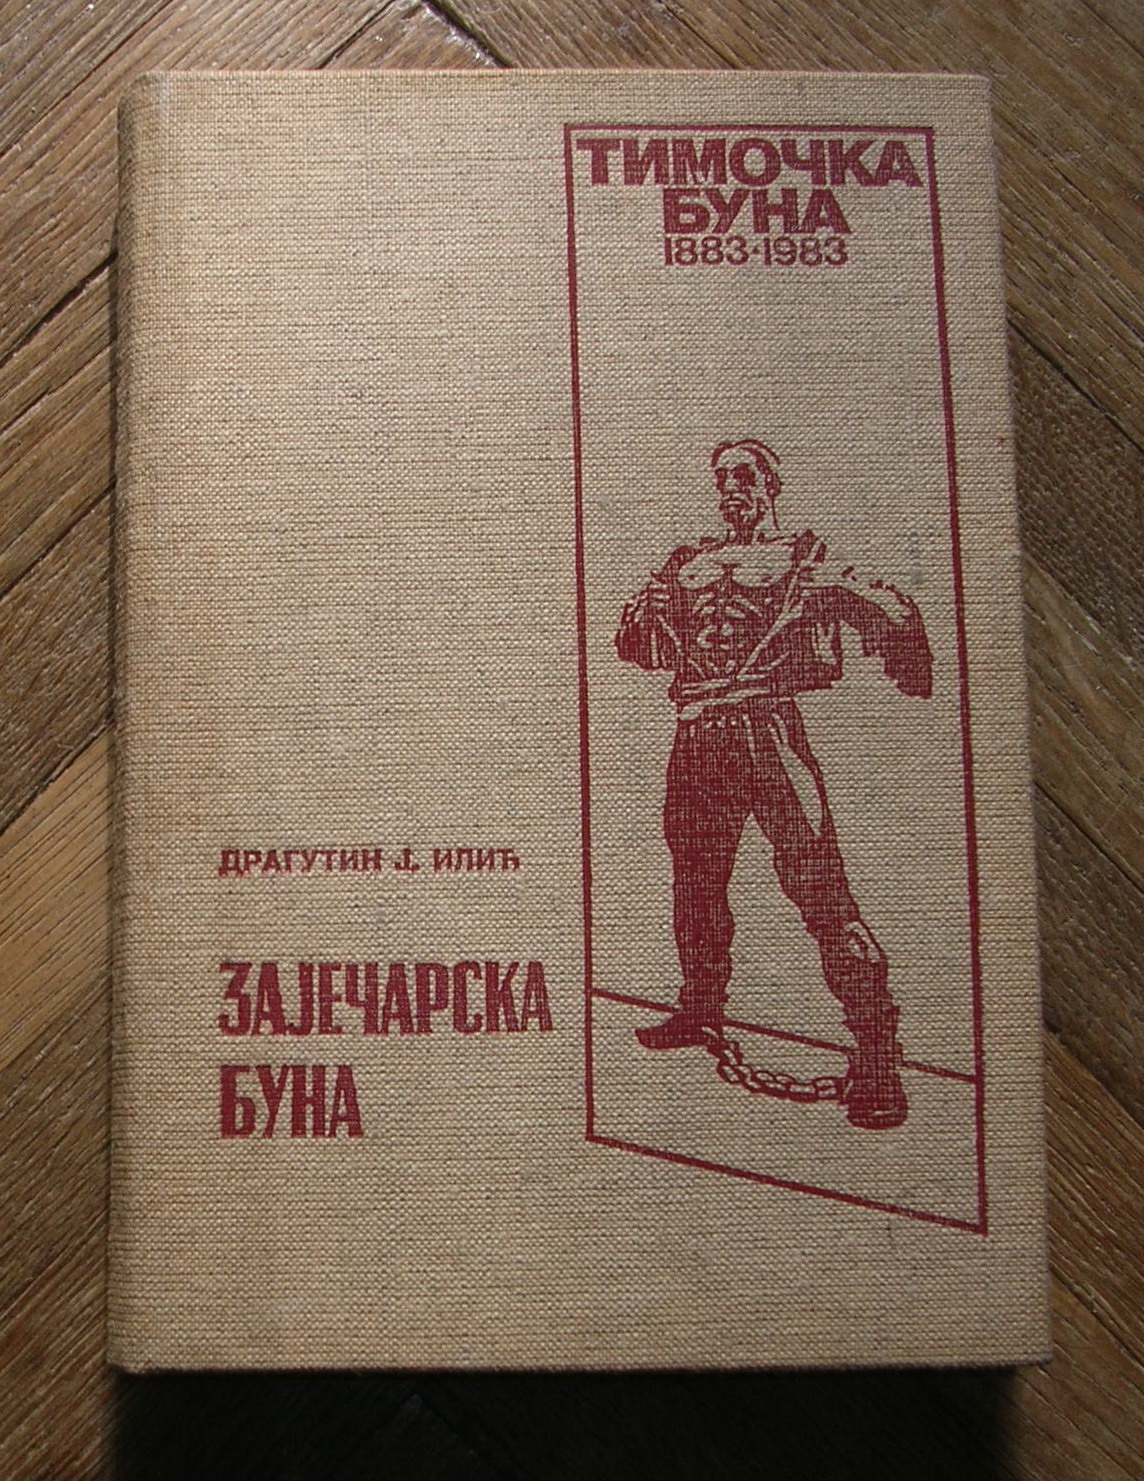 ТИМОЧКА
БУНА
1883·1983
ДРАГУТИН Ј. ИЛИЋ
ЗАЈЕЧАРСКА
БУНА